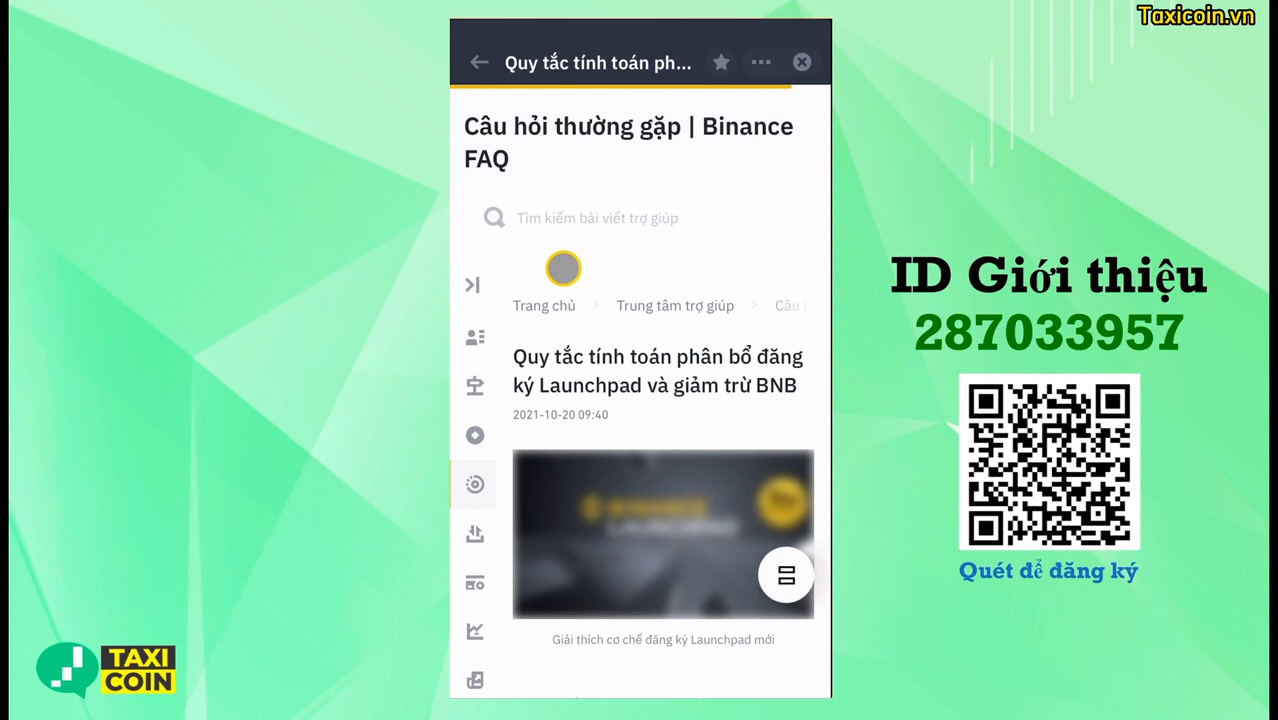 Taxicoin.vn
Quy tắc tính toán ph...
Câu hỏi thường gặp | Binance
FAQ
Tìm kiếm bài viết trợ giúp
Trang chủ
Trung tâm trợ giúp
Câu
Quy tắc tính toán phân bổ đăng
ký Launchpad và giảm trừ BNB
2021-10-20 09:40
BINANCE
LAUNCHPAD
Giải thích cơ chế đăng ký Launchpad mới
ID Giới thiệu
287033957
Quét để đăng ký
TAXI
COIN